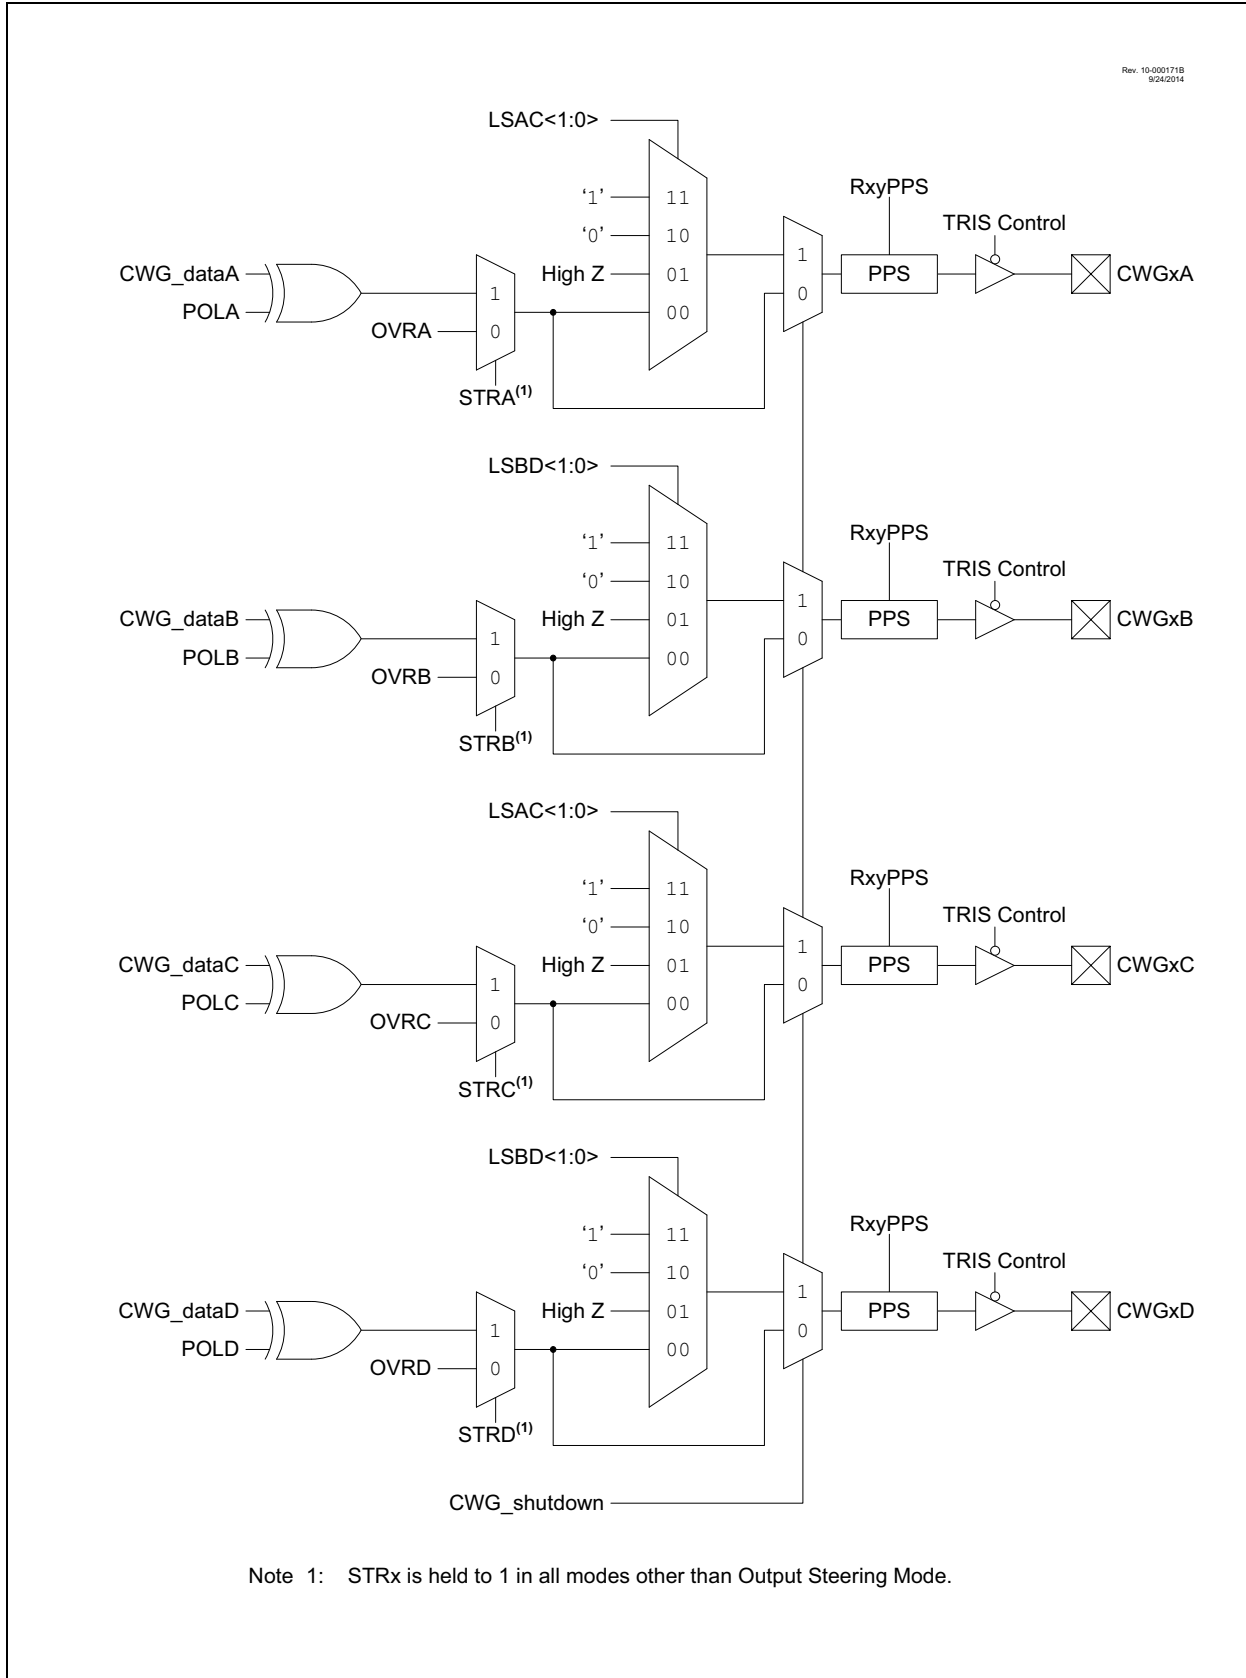 Rev. 10-000171B
9/24/2014
LSAC<1:0>
RxyPPS
‘1’ 11
TRIS Control
‘0’ 10
1
CWG_dataA
High Z 01
PPS
CWGxA
1
0
POLA
00
OVRA 0
STRA(1)
LSBD<1:0>
RxyPPS
‘1’ 11
TRIS Control
‘0’ 10
1
CWG_dataB
High Z 01
PPS
CWGxB
1
0
POLB
00
OVRB 0
STRB(1)
LSAC<1:0>
RxyPPS
‘1’ 11
TRIS Control
‘0’ 10
1
CWG_dataC
High Z 01
PPS
CWGxC
1
0
POLC
00
OVRC 0
STRC(1)
LSBD<1:0>
RxyPPS
‘1’ 11
TRIS Control
‘0’ 10
1
CWG_dataD
High Z 01
PPS
CWGxD
1
0
POLD
00
OVRD 0
STRD(1)
CWG_shutdown
Note 1: STRx is held to 1 in all modes other than Output Steering Mode.